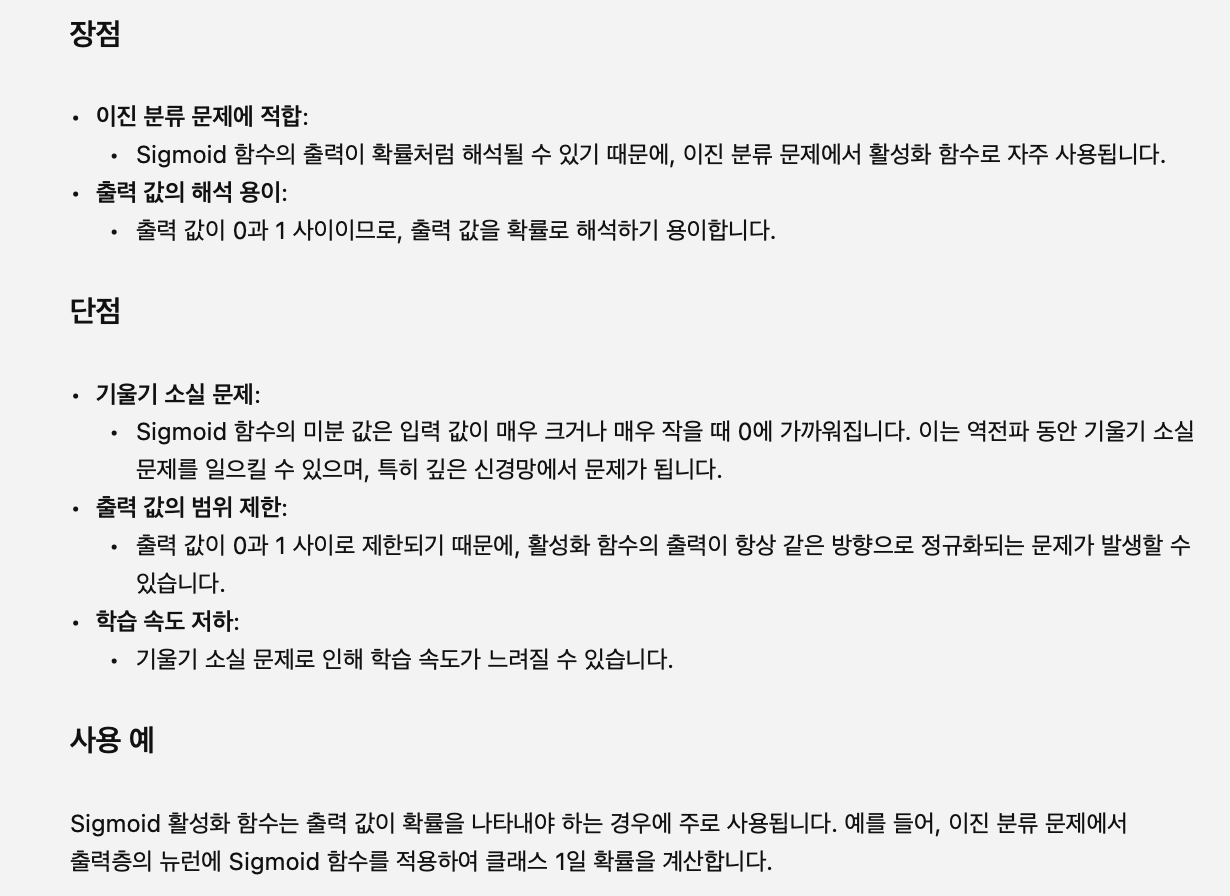 장점
• 이진 분류 문제에 적합:
• Sigmoid 함수의 출력이 확률처럼 해석될 수 있기 때문에, 이진 분류 문제에서 활성화 함수로 자주 사용됩니다.
• 출력 값의 해석 용이:
• 출력 값이 0과 1 사이이므로, 출력 값을 확률로 해석하기 용이합니다.
단점
• 기울기 소실 문제:
• Sigmoid 함수의 미분 값은 입력 값이 매우 크거나 매우 작을 때 0에 가까워집니다. 이는 역전파 동안 기울기 소실
문제를 일으킬 수 있으며, 특히 깊은 신경망에서 문제가 됩니다.
• 출력 값의 범위 제한:
• 출력 값이 0과 1 사이로 제한되기 때문에, 활성화 함수의 출력이 항상 같은 방향으로 정규화되는 문제가 발생할 수
있습니다.
• 학습 속도 저하:
• 기울기 소실 문제로 인해 학습 속도가 느려질 수 있습니다.
사용 예
Sigmoid 활성화 함수는 출력 값이 확률을 나타내야 하는 경우에 주로 사용됩니다. 예를 들어, 이진 분류 문제에서
출력층의 뉴런에 Sigmoid 함수를 적용하여 클래스 1일 확률을 계산합니다.